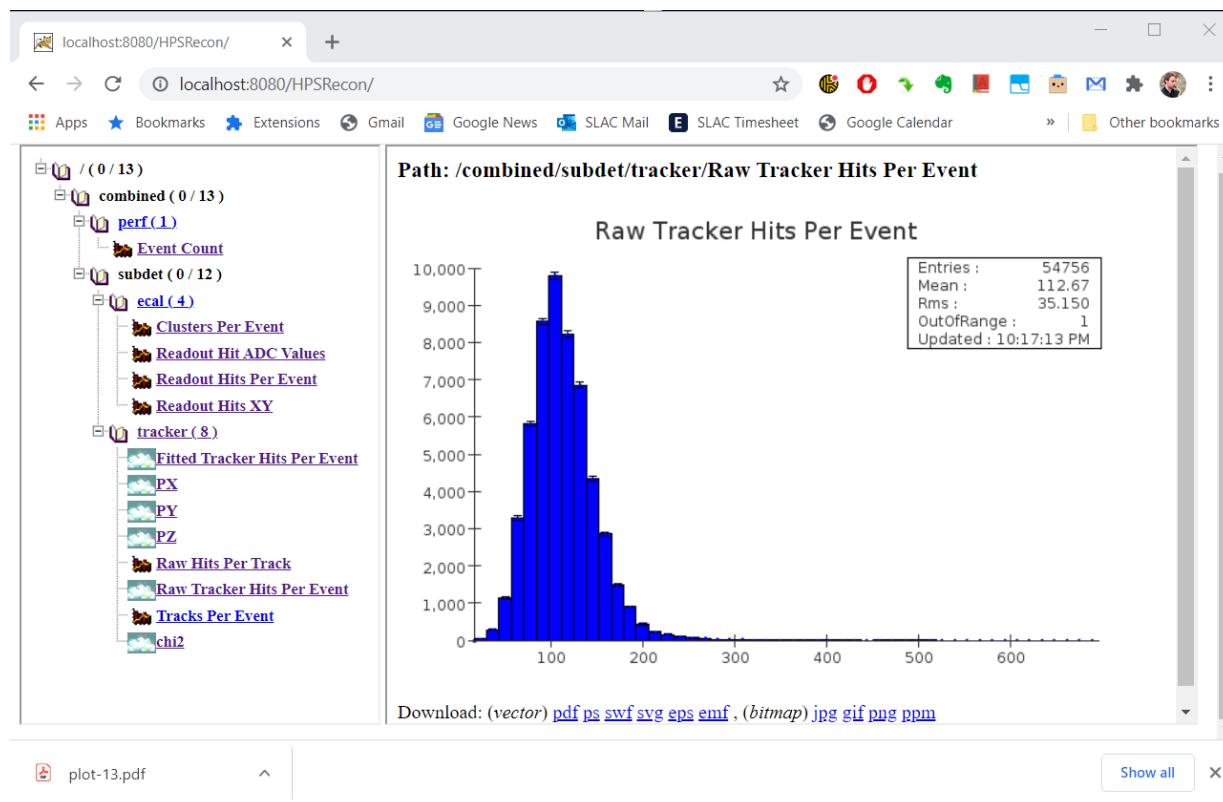 localhost:8080/HPSRecon/
localhost:8080/HPSRecon/
Apps Bookmarks Extensions Gmail Google News SLAC Mail SLAC Timesheet Google Calendar » Other bookmarks
/ ( 0 / 13 )
combined ( 0 / 13 )
perf ( 1 )
Event Count
subdet ( 0 / 12 )
ecal ( 4 )
Clusters Per Event
Readout Hit ADC Values
Readout Hits Per Event
Readout Hits XY
tracker ( 8 )
Fitted Tracker Hits Per Event
PX
PY
PZ
Raw Hits Per Track
Raw Tracker Hits Per Event
Tracks Per Event
chi2
Path: /combined/subdet/tracker/Raw Tracker Hits Per Event
Raw Tracker Hits Per Event
Entries : 54756
Mean : 112.67
Rms : 35.150
OutOfRange : 1
Updated : 10:17:13 PM
10,000
9,000
8,000
7,000
6,000
5,000
4,000
3,000
2,000
1,000
0
100 200 300 400 500 600
Download: (vector) pdf ps swf svg eps emf , (bitmap) jpg gif png ppm
plot-13.pdf
Show all